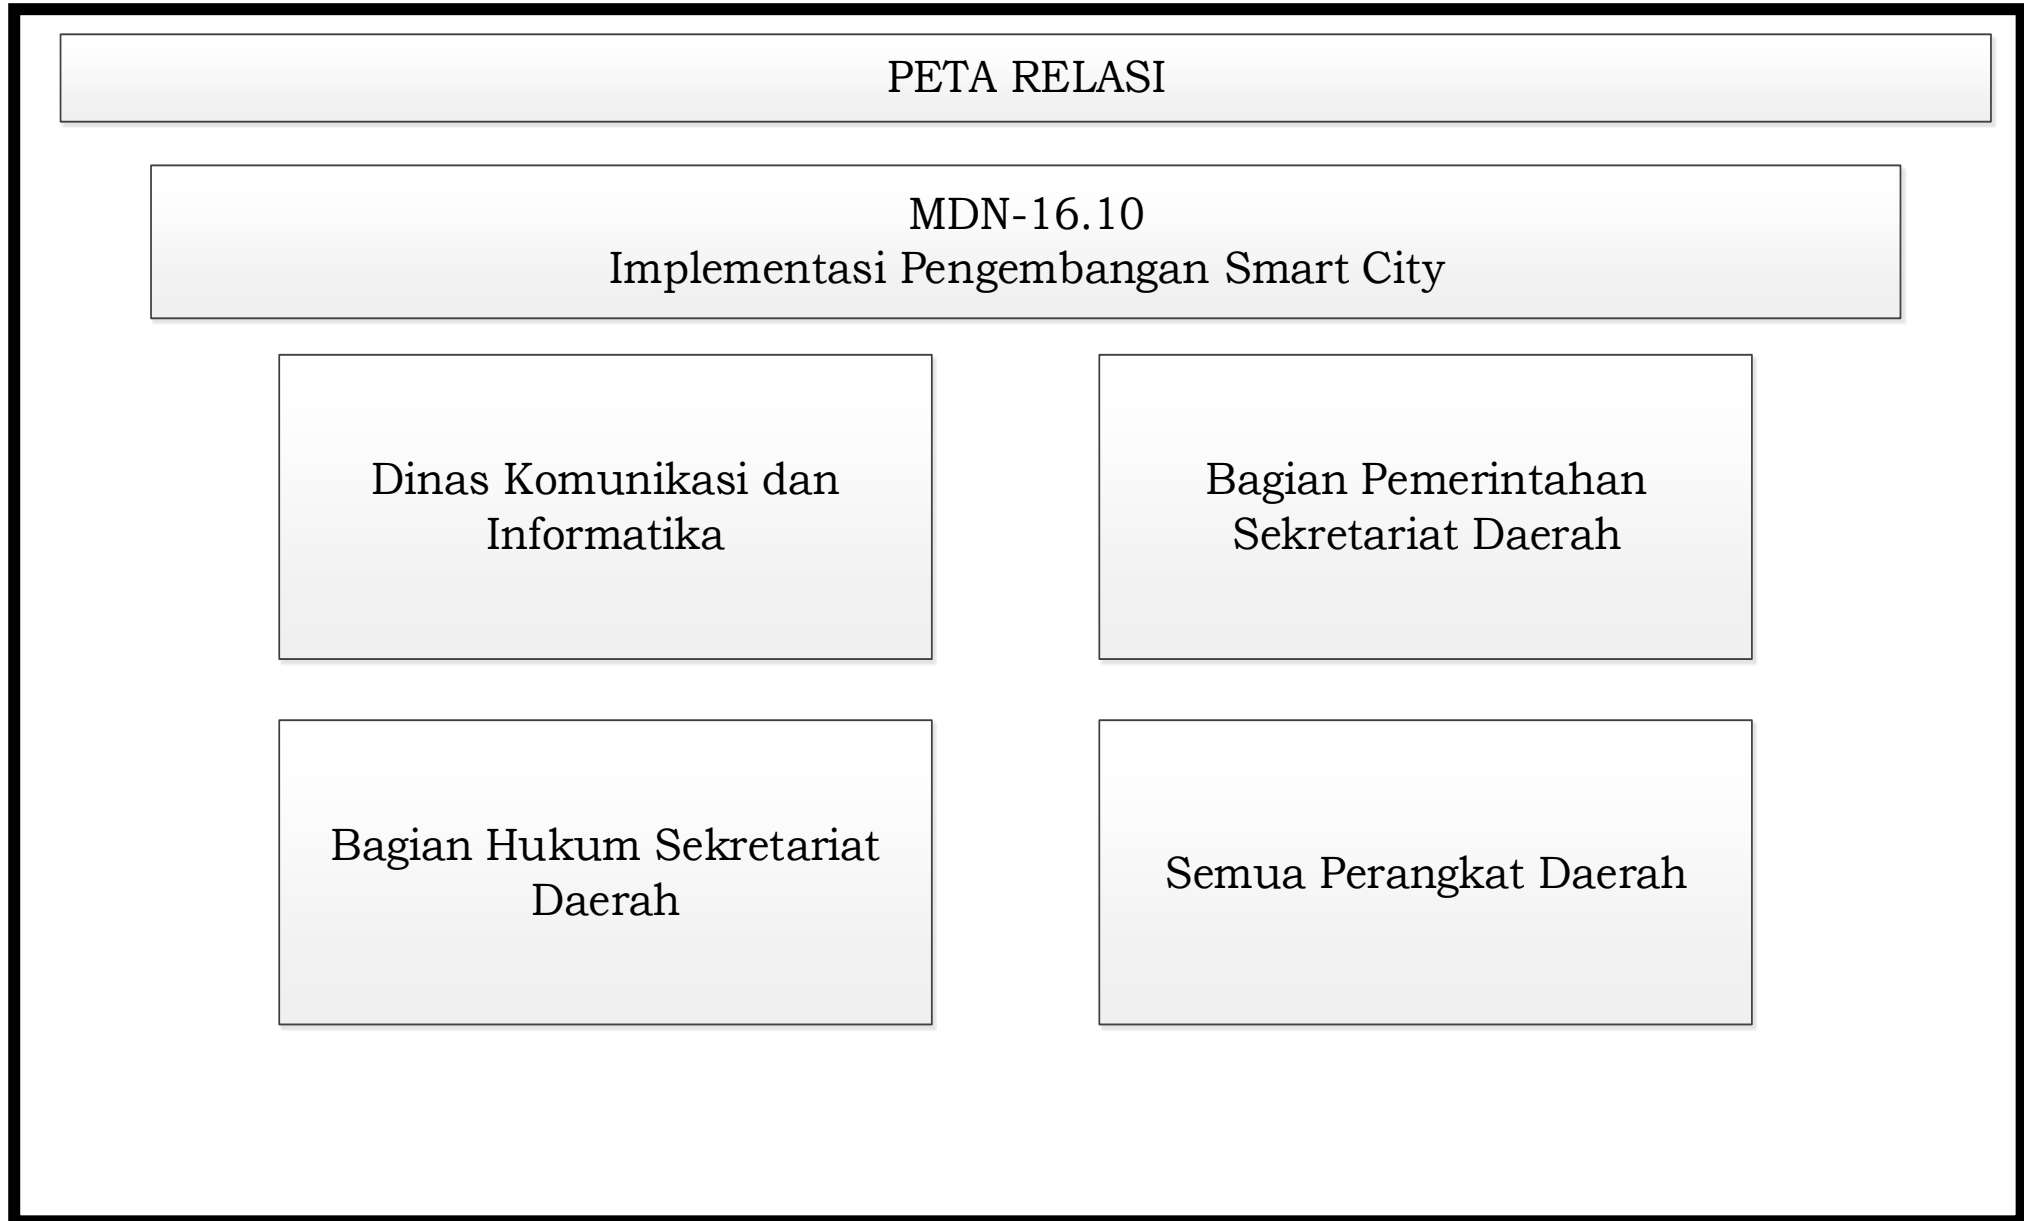 PETA RELASI
MDN-16.10
Implementasi Pengembangan Smart City
Dinas Komunikasi dan
Informatika
Bagian Pemerintahan
Sekretariat Daerah
Bagian Hukum Sekretariat
Daerah
Semua Perangkat Daerah